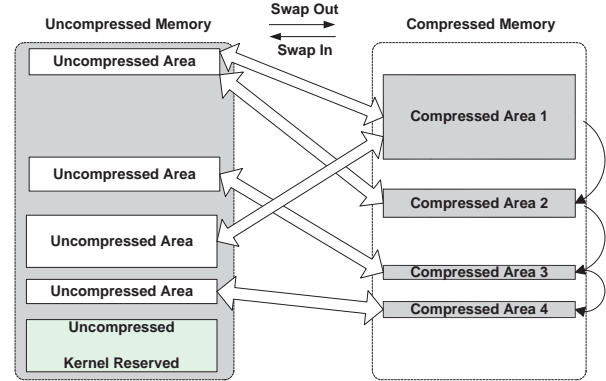 Swap Out
Uncompressed Memory
Compressed Memory
Swap In
Uncompressed Area
Compressed Area 1
Uncompressed Area
Compressed Area 2
Uncompressed Area
Compressed Area 3
Uncompressed Area
Compressed Area 4
Uncompressed
Kernel Reserved